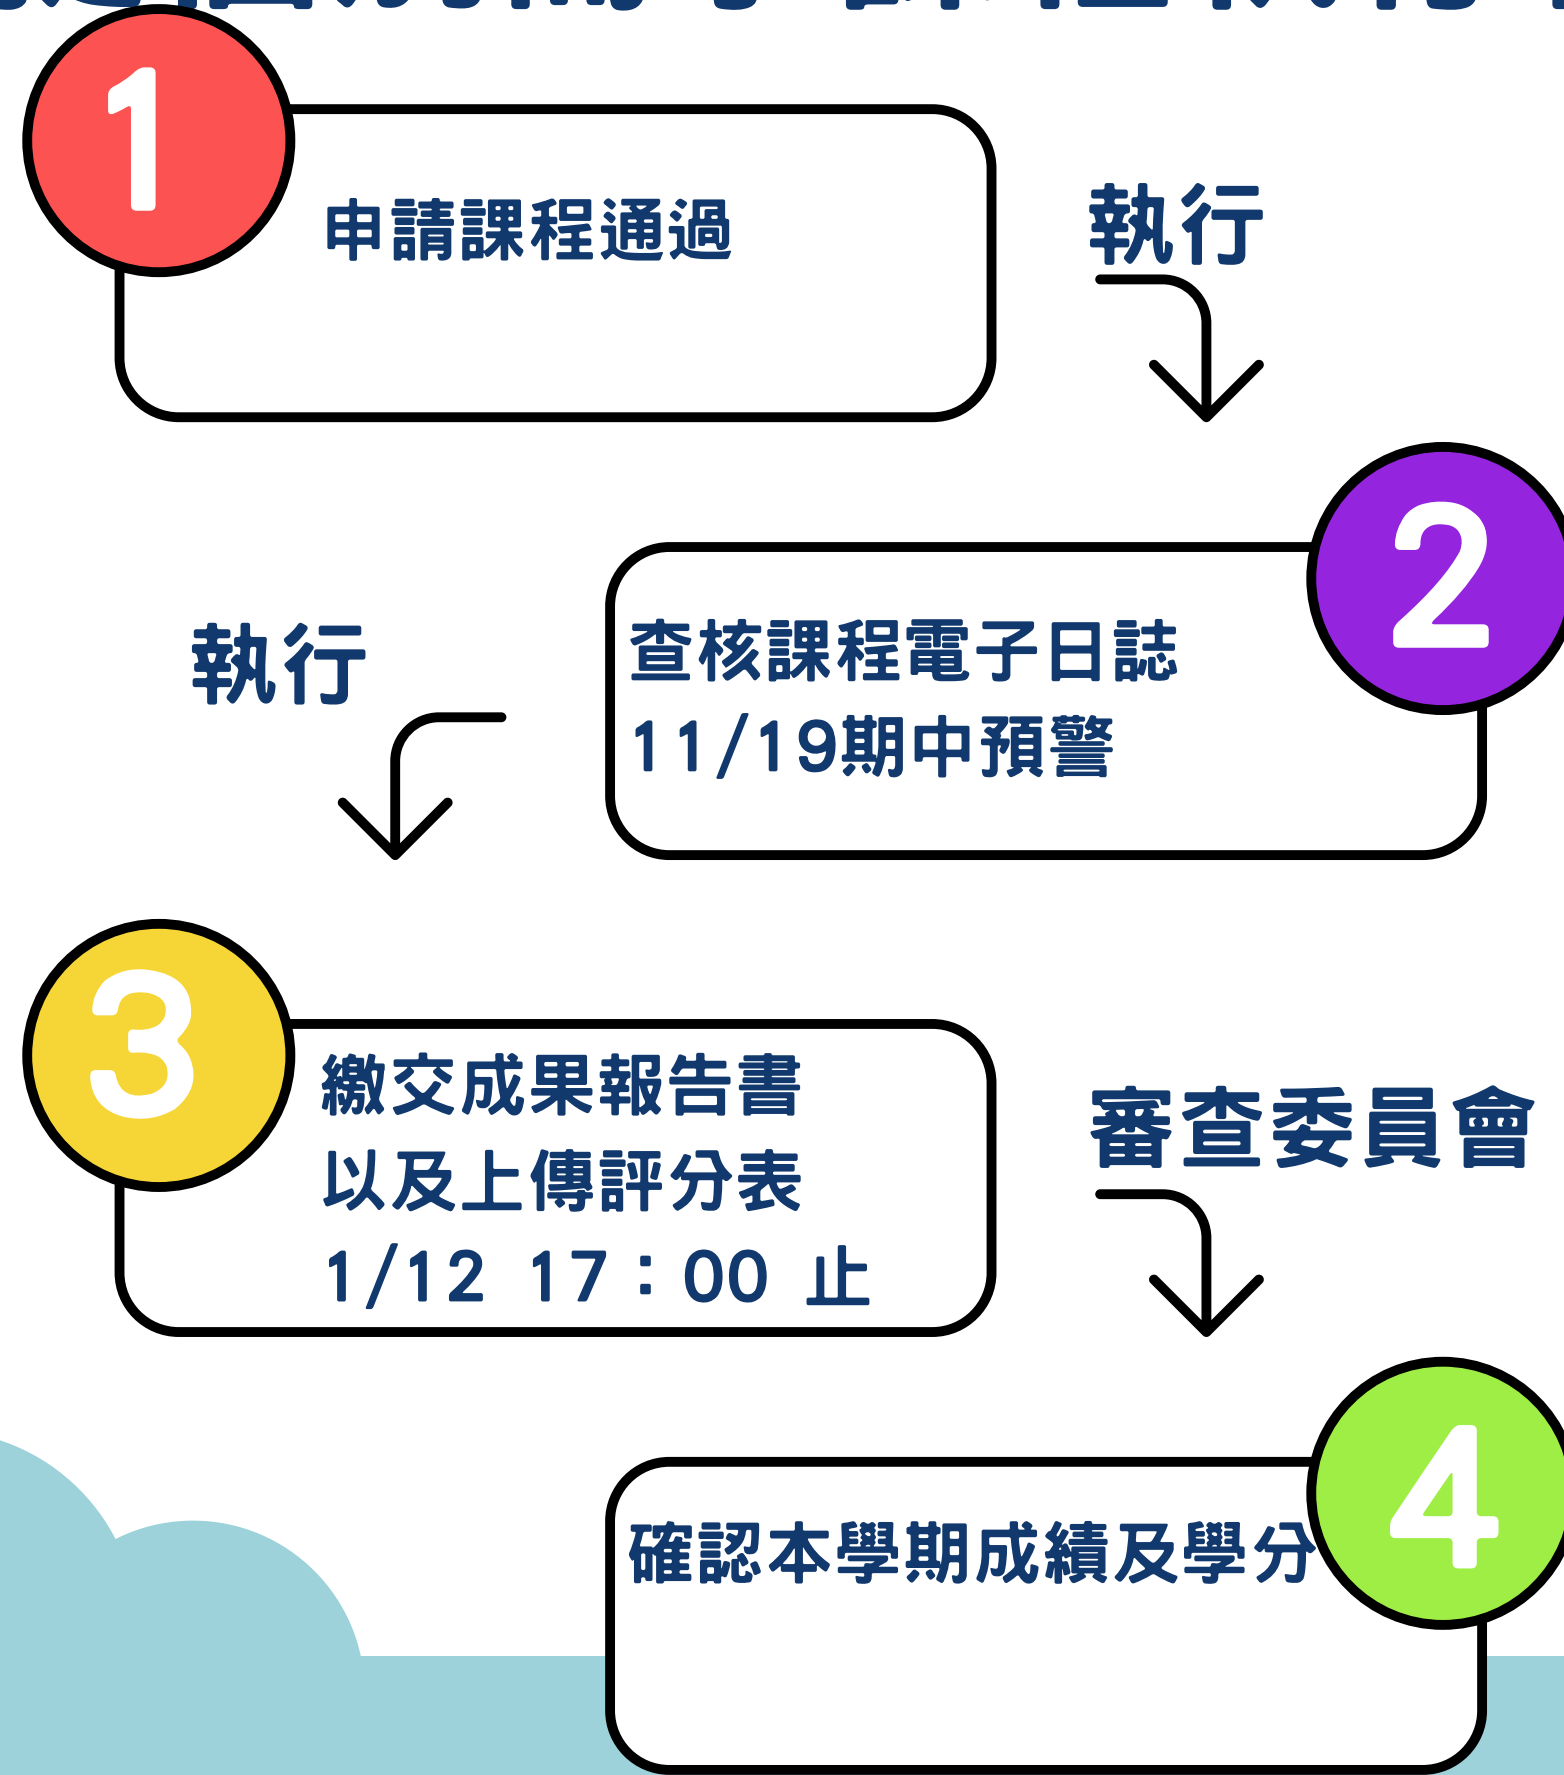 1
申請課程通過
執行
2
查核課程電子日誌
11/19期中預警
執行
3
繳交成果報告書
以及上傳評分表
1/12 17：00 止
審查委員會
4
確認本學期成績及學分